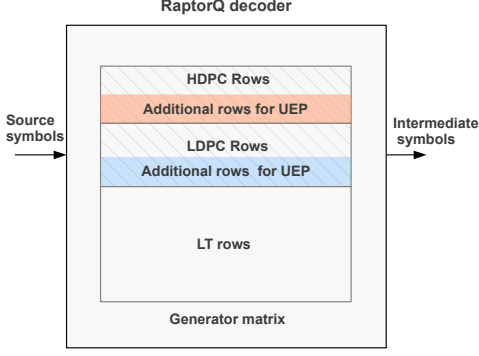 RaptorQ decoder
HDPC Rows
Additional rows for UEP
Source
symbols
LDPC Rows
Additional rows for UEP
Intermediate
symbols
LT rows
Generator matrix